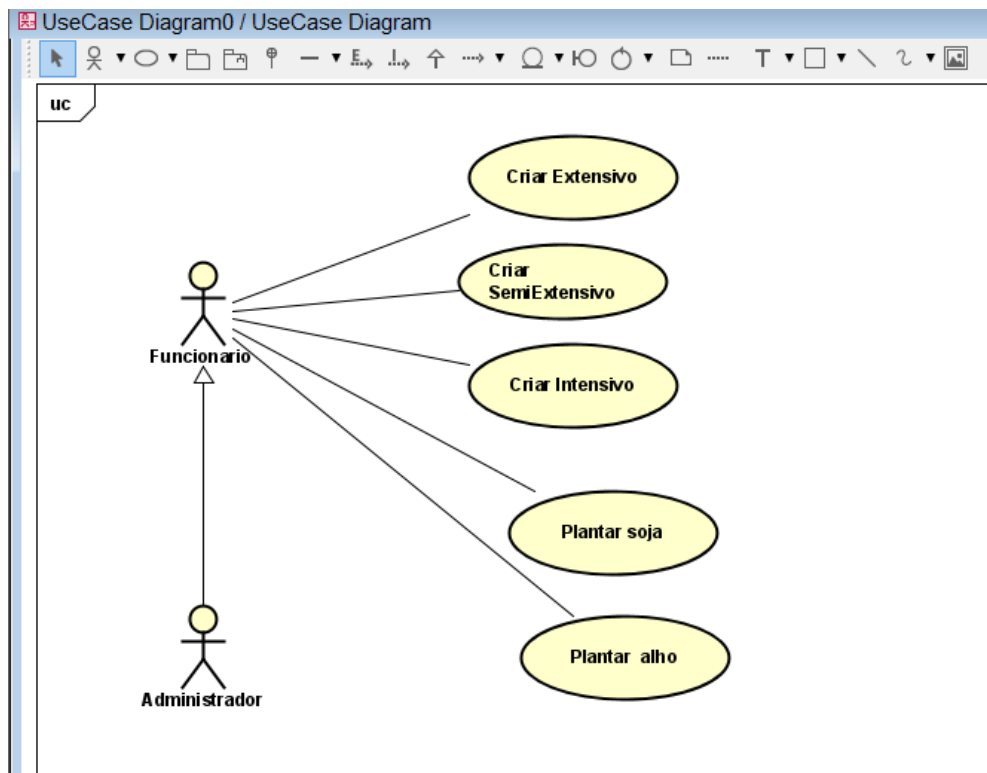 UseCase Diagram0 / UseCase Diagram
uc
Criar Extensivo
Criar
SemiExtensivo
Funcionario
Criar Intensivo
Plantar soja
Plantar alho
Administrador